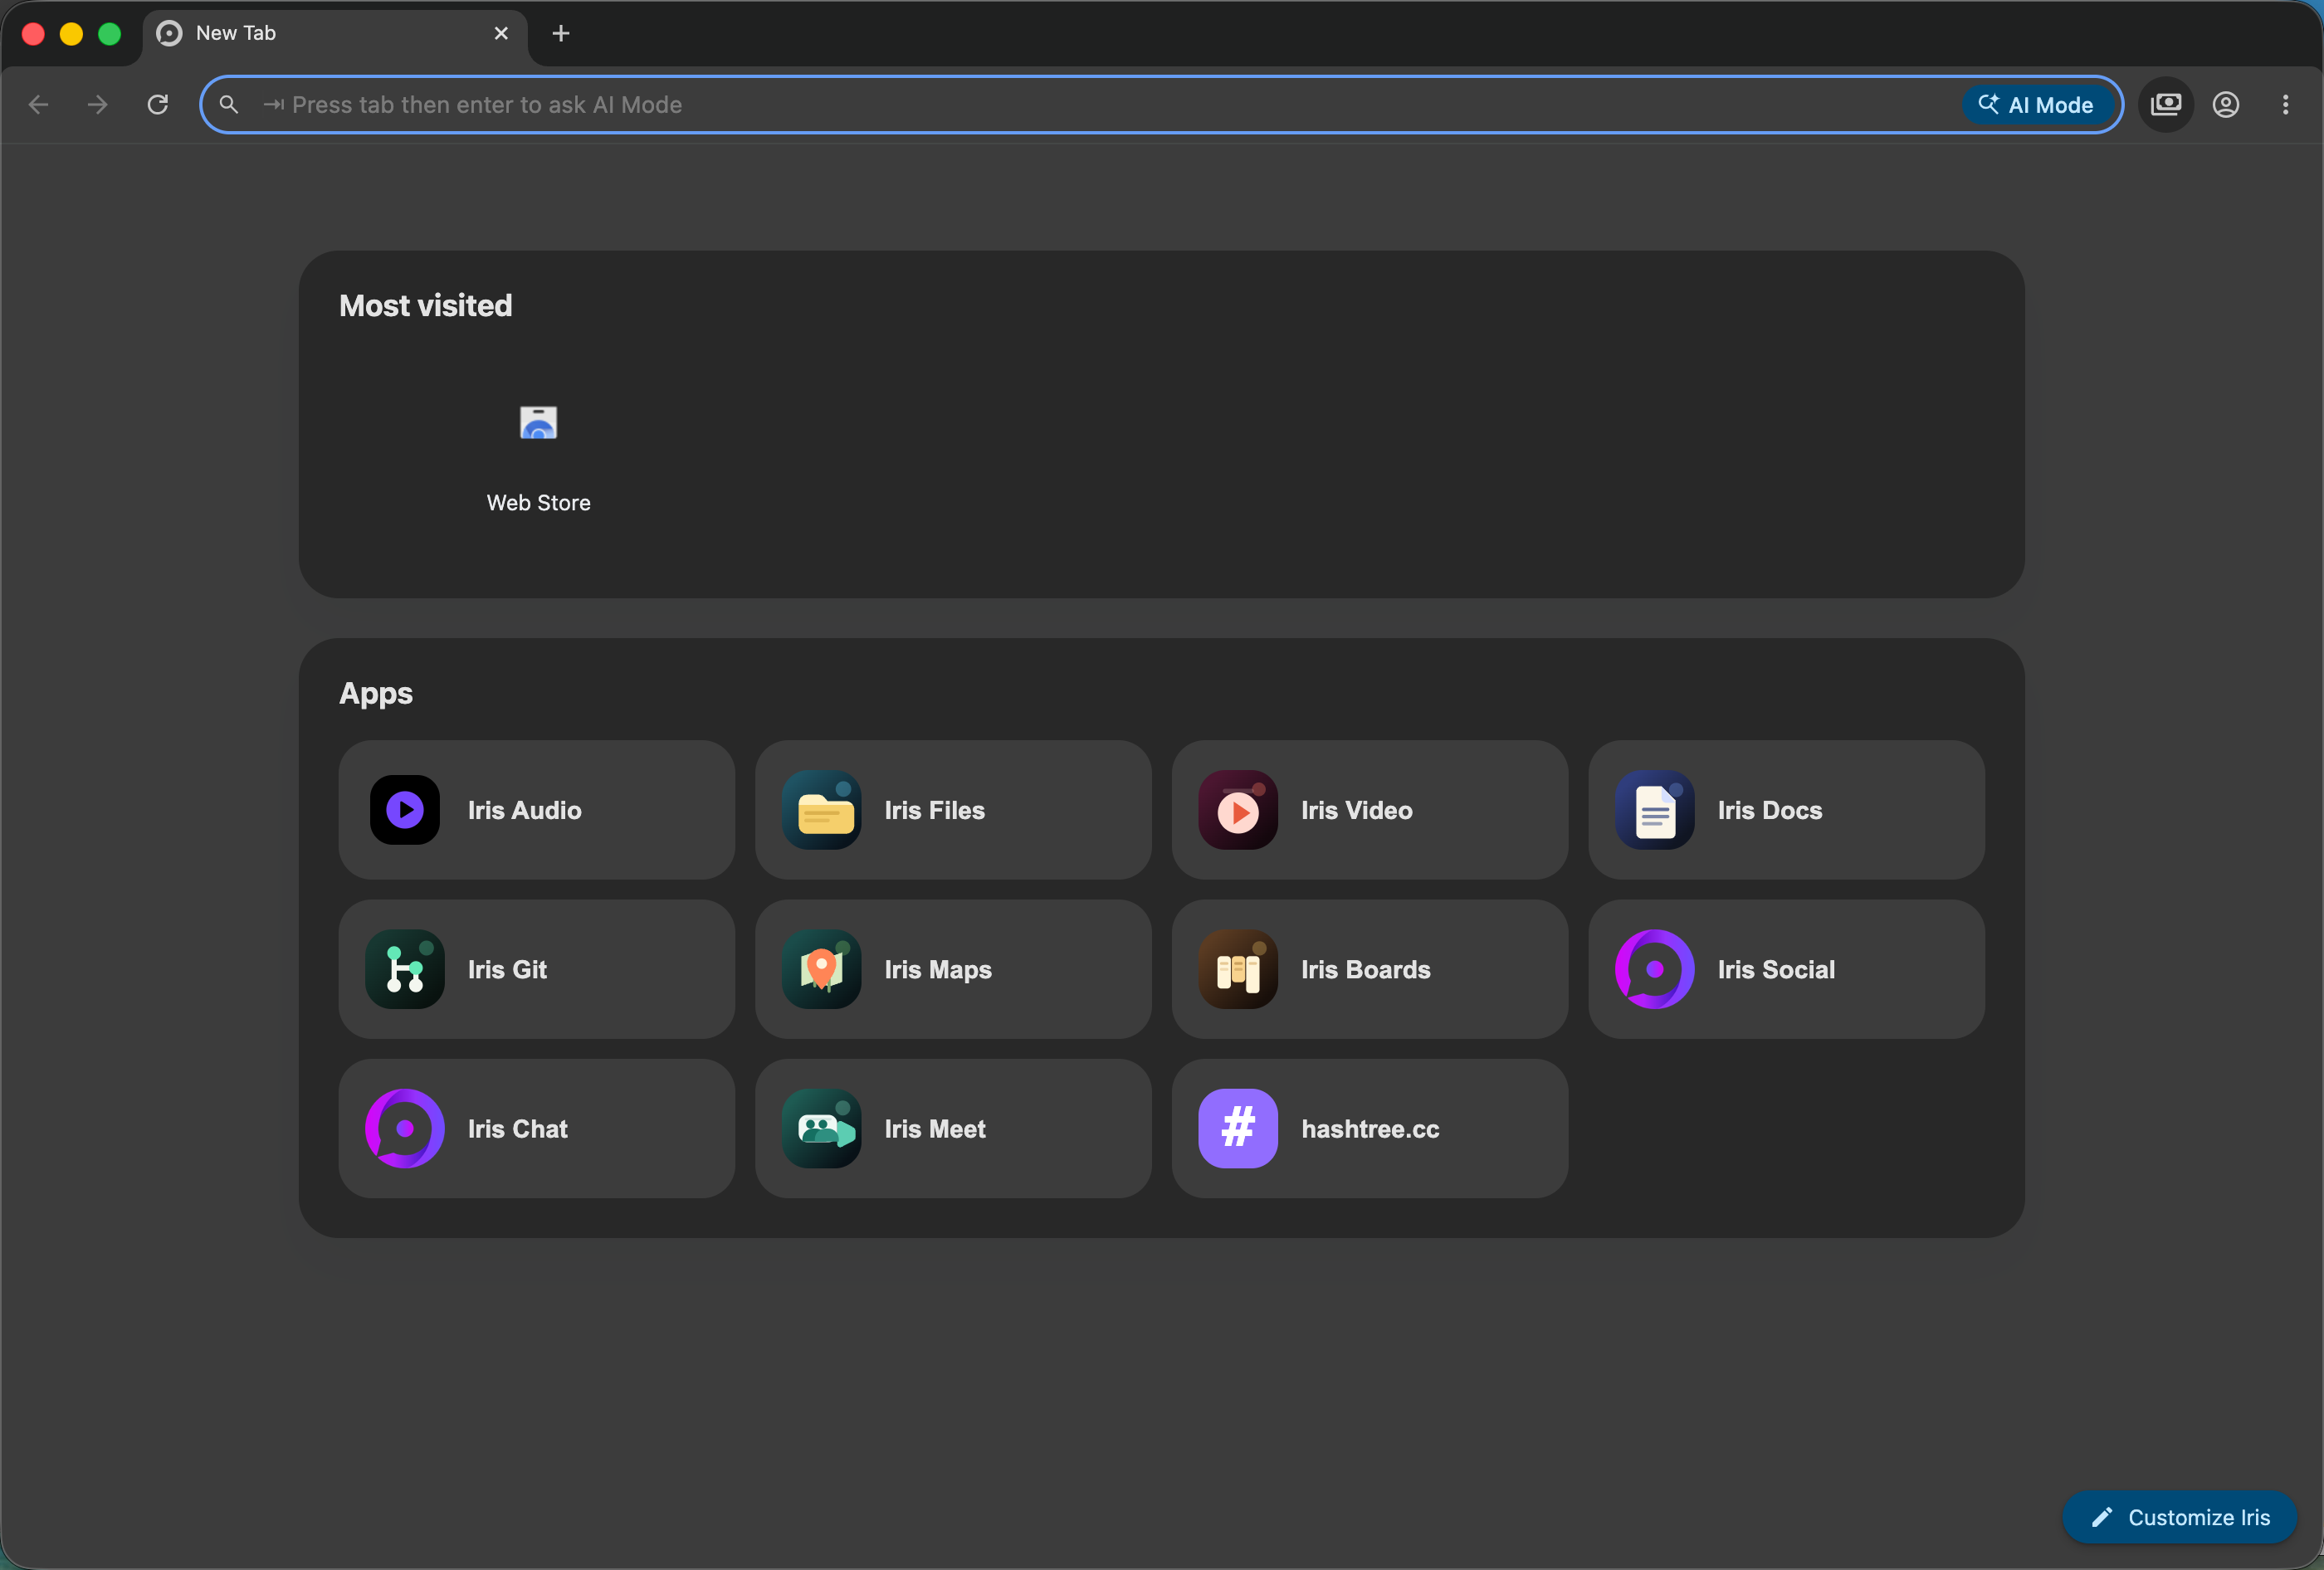 New Tab
Press tab then enter to ask AI Mode
AI Mode
Most visited
Web Store
Apps
Iris Audio
Iris Files
Iris Video
Iris Docs
Iris Git
Iris Maps
Iris Boards
Iris Social
Iris Chat
Iris Meet
#
hashtree.cc
Customize Iris